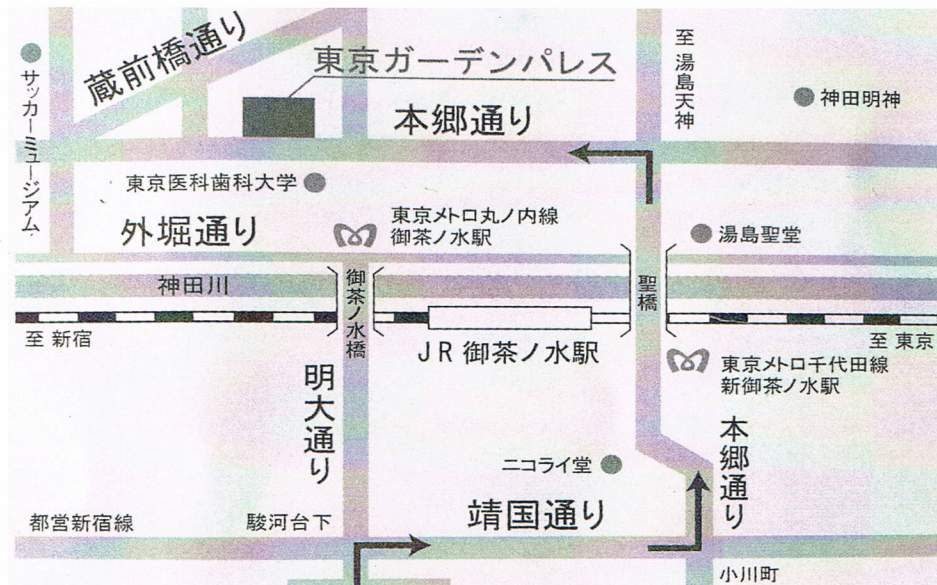 蔵前橋通り
サッカーミュージアム
東京ガーデンパレス
本郷通り
至 湯島天神
神田明神
東京医科歯科大学
外堀通り
東京メトロ丸ノ内線
御茶ノ水駅
湯島聖堂
神田川
御茶ノ水橋
聖橋
至 新宿
JR 御茶ノ水駅
至 東京
東京メトロ千代田線
新御茶ノ水駅
明大通り
本郷通り
ニコライ堂
都営新宿線
駿河台下
靖国通り
小川町